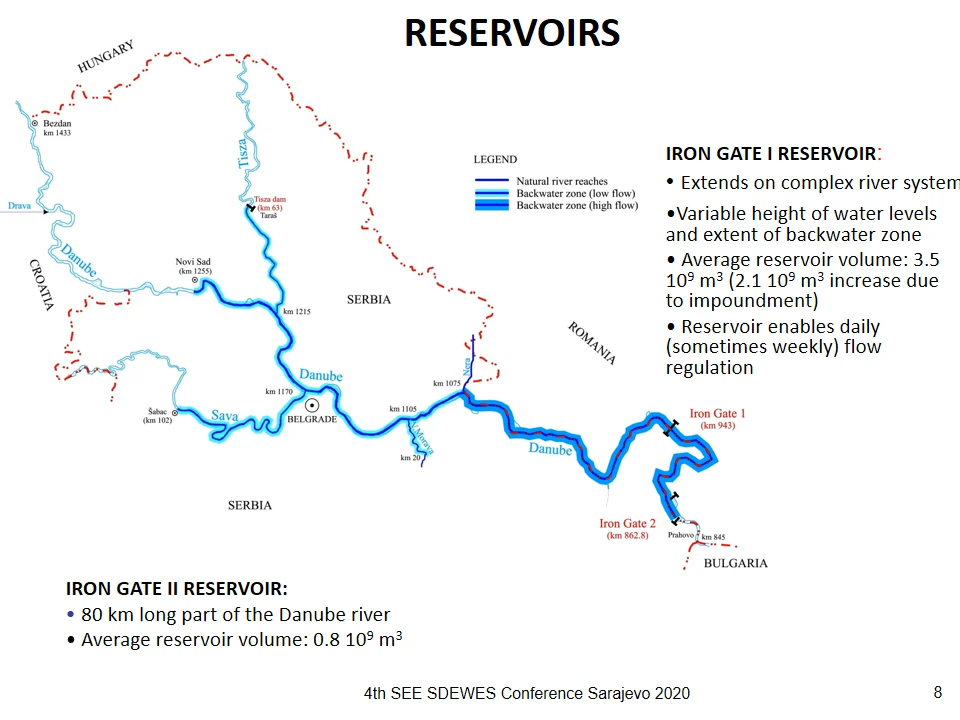 RESERVOIRS
HUNGARY
Bezdan
km 1433
Tisza
Drava
Danube
CROATIA
Tisza dam
(km 63)
Taraš
Novi Sad
(km 1255)
km 1215
SERBIA
LEGEND
Natural river reaches
Backwater zone (low flow)
Backwater zone (high flow)
ROMANIA
IRON GATE I RESERVOIR:
• Extends on complex river system
•Variable height of water levels
and extent of backwater zone
• Average reservoir volume: 3.5
10⁹ m³ (2.1 10⁹ m³ increase due
to impoundment)
• Reservoir enables daily
(sometimes weekly) flow
regulation
Danube
km 1170
BELGRADE
Šabac
(km 102)
Sava
km 1075
Nera
km 1105
V. Morava
km 20
Danube
Iron Gate 1
(km 943)
SERBIA
Iron Gate 2
(km 862.8)
Prahovo
km 845
BULGARIA
IRON GATE II RESERVOIR:
• 80 km long part of the Danube river
• Average reservoir volume: 0.8 10⁹ m³
4th SEE SDEWES Conference Sarajevo 2020
8